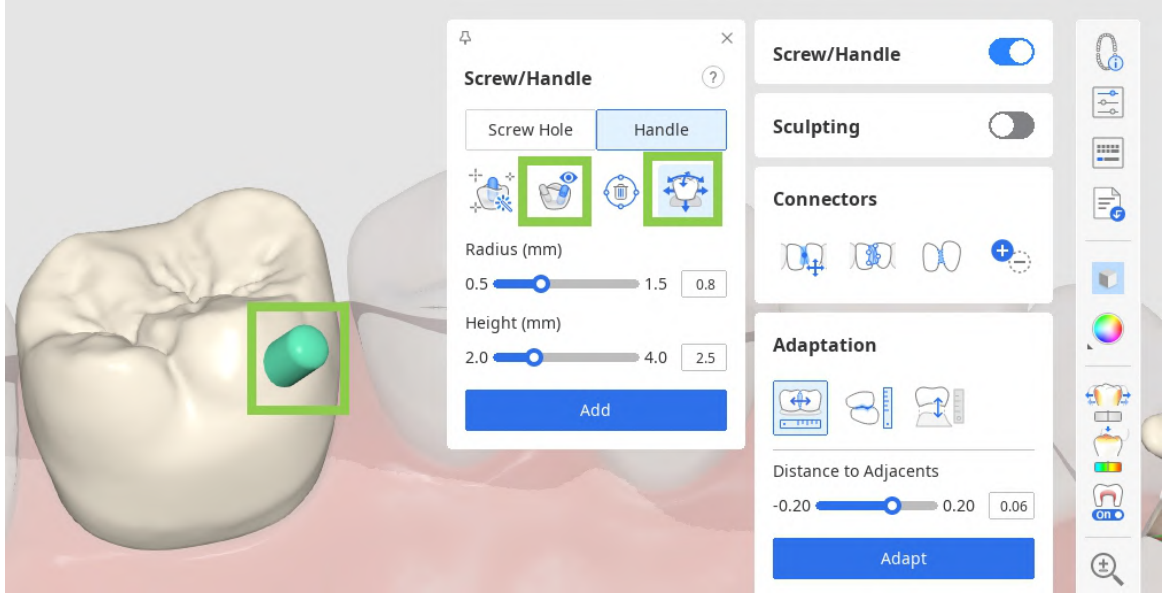 Screw/Handle
?
Screw Hole
Handle
Radius (mm)
0.5
1.5
0.8
Height (mm)
2.0
4.0
2.5
Add
Screw/Handle
Sculpting
Connectors
Adaptation
Distance to Adjacents
-0.20
0.20
0.06
Adapt
on